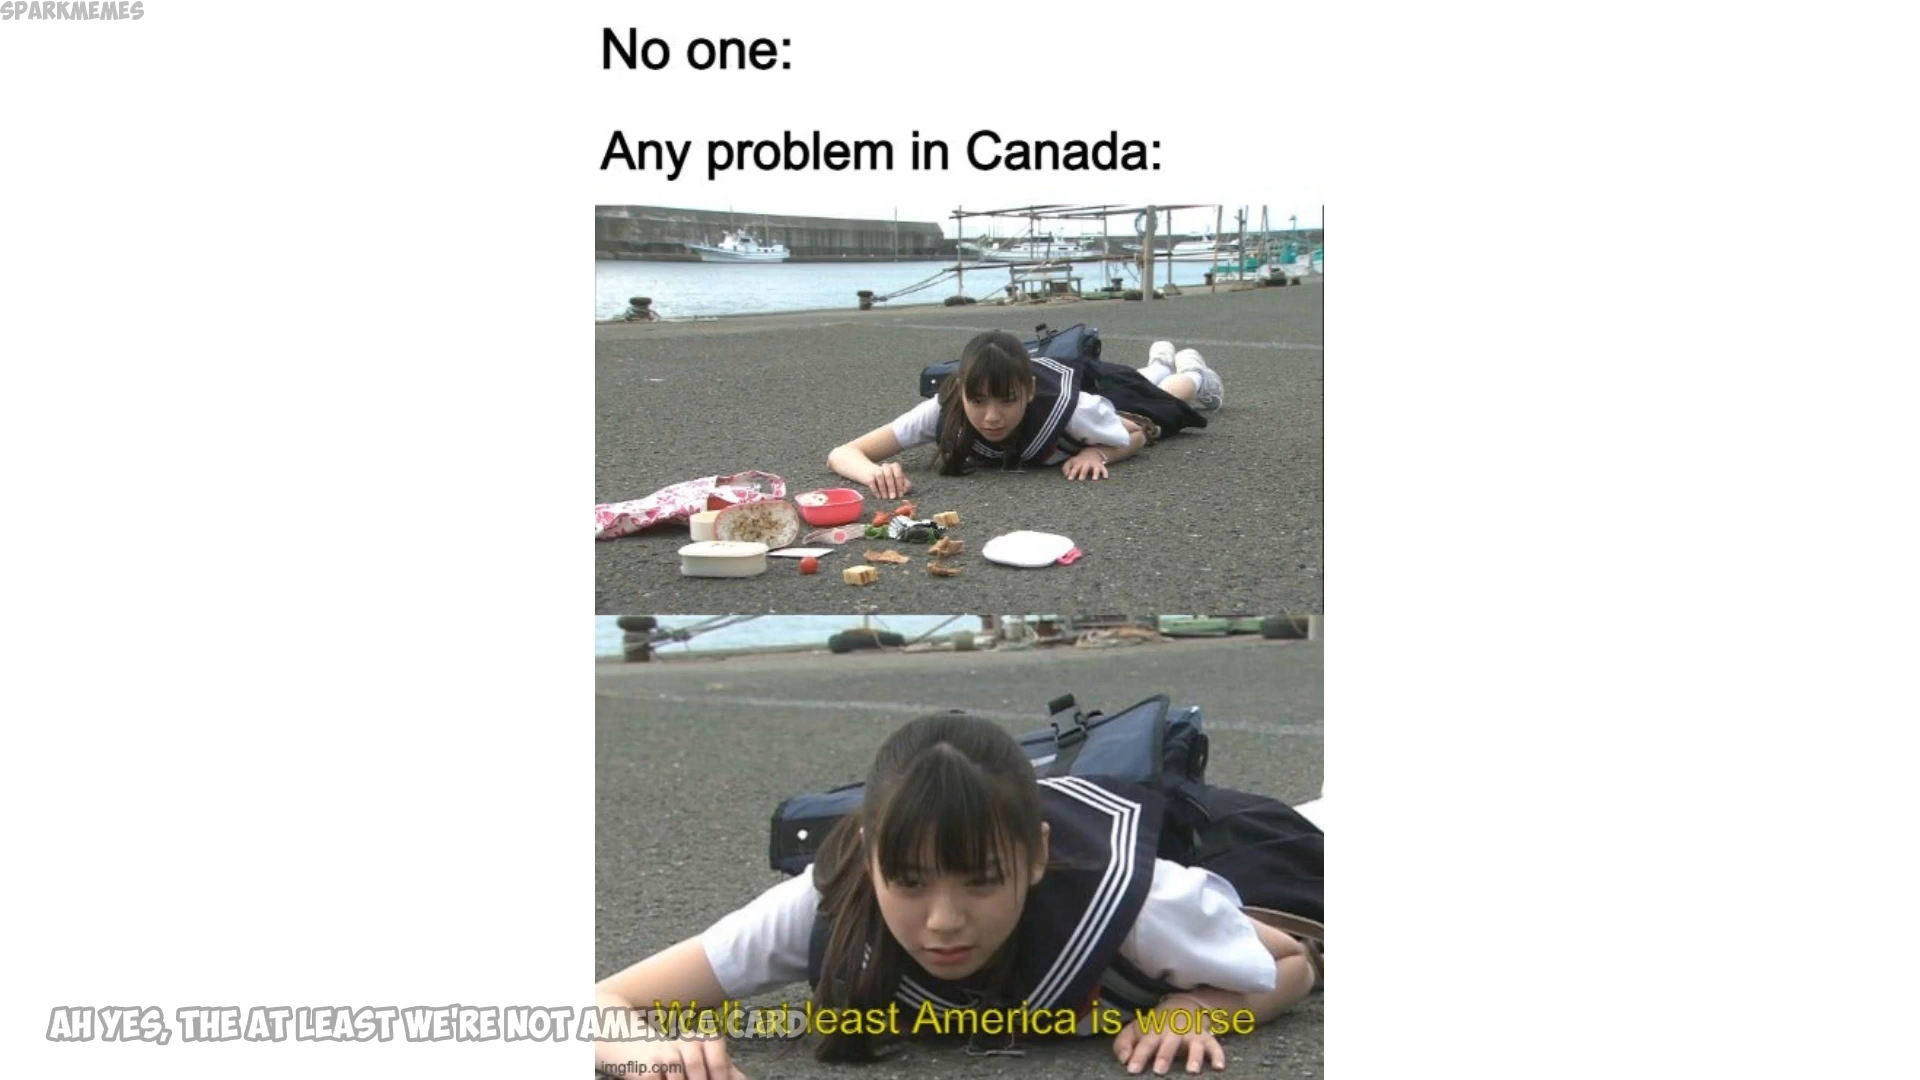 SPARKMEMES
No one:
Any problem in Canada:
Well at least America is worse
AH YES, THE AT LEAST WE'RE NOT AMERICA CARD
imgflip.com